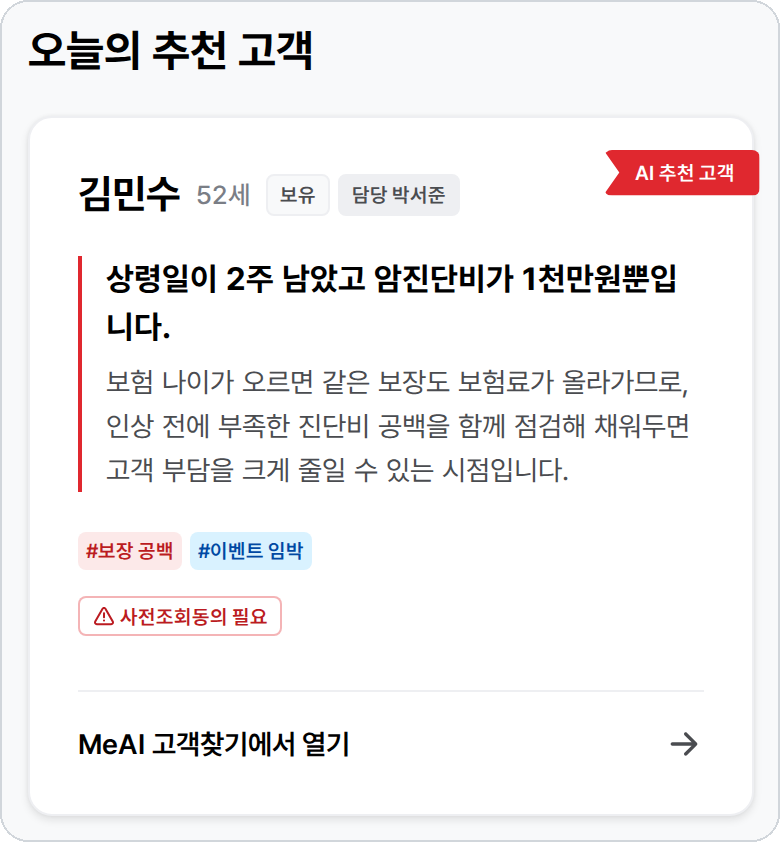 오늘의 추천 고객
AI 추천 고객
김민수 52세 보유 담당 박서준
상령일이 2주 남았고 암진단비가 1천만원뿐입
니다.
보험 나이가 오르면 같은 보장도 보험료가 올라가므로,
인상 전에 부족한 진단비 공백을 함께 점검해 채워두면
고객 부담을 크게 줄일 수 있는 시점입니다.
#보장 공백 #이벤트 임박
사전조회동의 필요
MeAI 고객찾기에서 열기